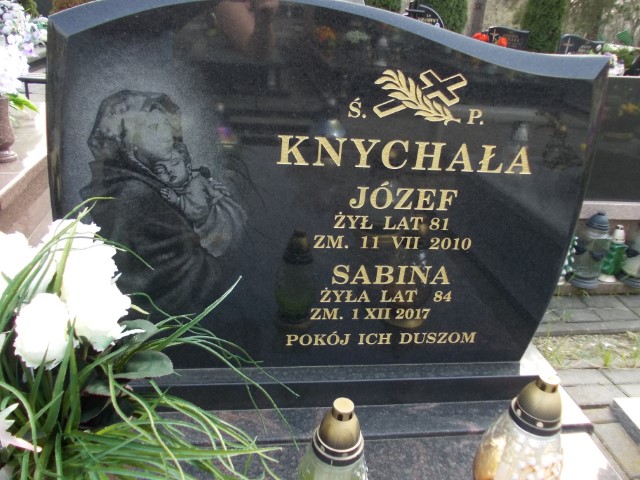 Ś. P.
KNYCHAŁA
JÓZEF
ŻYŁ LAT 81
ZM. 11 VII 2010
SABINA
ŻYŁA LAT 84
ZM. 1 XII 2017
POKÓJ ICH DUSZOM